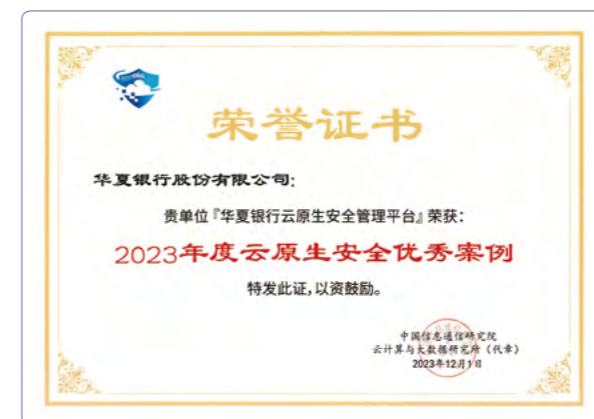 荣誉证书
华夏银行股份有限公司:
贵单位『华夏银行云原生安全管理平台』荣获:
2023年度云原生安全优秀案例
特发此证,以资鼓励。
中国信息通信研究院
云计算与大数据研究所（代章）
2023年12月1日